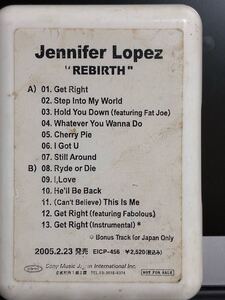 Jennifer Lopez
"REBIRTH"
A) 01. Get Right
02. Step Into My World
03. Hold You Down (featuring Fat Joe)
04. Whatever You Wanna Do
05. Cherry Pie
06. I Got U
07. Still Around
B) 08. Ryde or Die
09. I,Love
10. He'll Be Back
11. (Can't Believe) This Is Me
12. Get Right (featuring Fabolous)
13. Get Right (Instrumental) *
Bonus Track for Japan Only
2005.2.23 発売 EICP-456 ￥2,520(税込み)
Sony Music Japan International Inc.
NOT FOR SALE